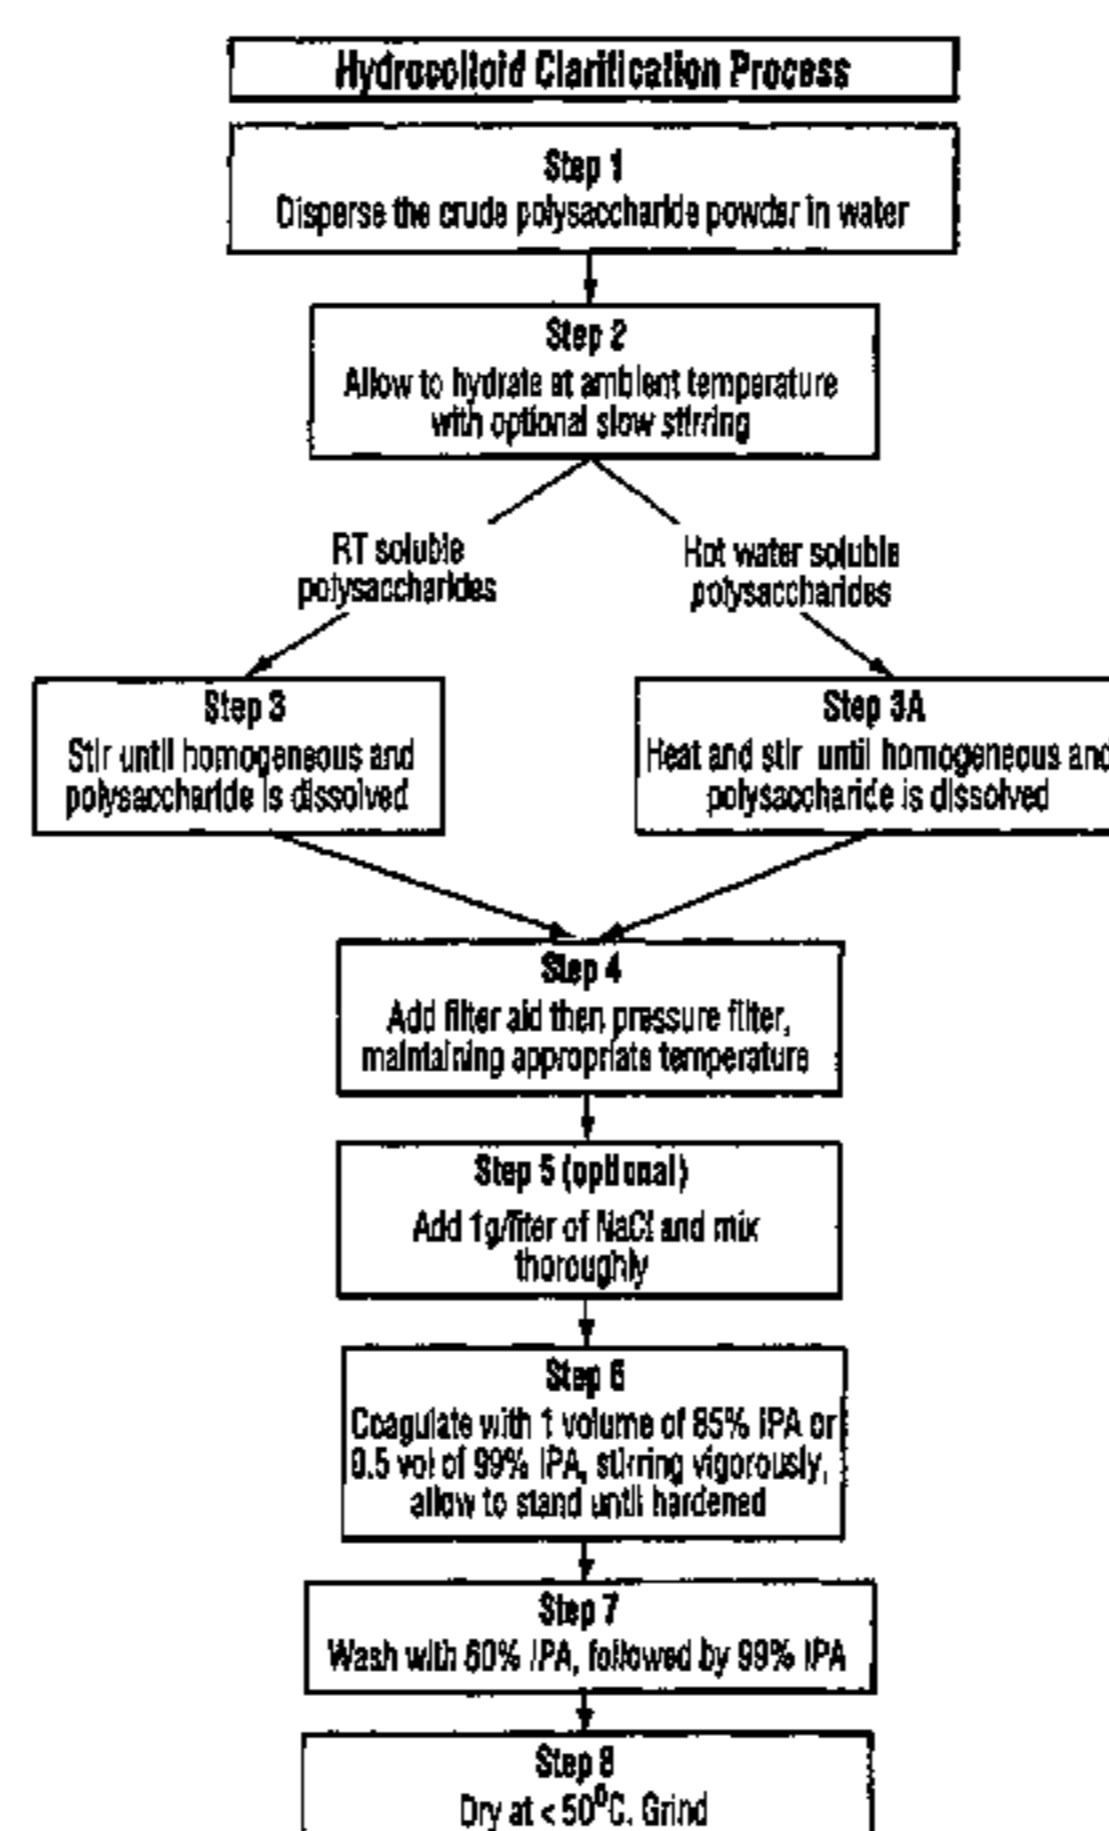 Hydrocolloid Clarification Process
Step 1
Disperse the crude polysaccharide powder in water
Step 2
Allow to hydrate at ambient temperature
with optional slow stirring
RT soluble
polysaccharides
Hot water soluble
polysaccharides
Step 3
Stir until homogeneous and
polysaccharide is dissolved
Step 3A
Heat and stir until homogeneous and
polysaccharide is dissolved
Step 4
Add filter aid then pressure filter,
maintaining appropriate temperature
Step 5 (optional)
Add 1g/liter of NaCl and mix
thoroughly
Step 6
Coagulate with 1 volume of 85% IPA or
0.5 vol of 99% IPA, stirring vigorously,
allow to stand until hardened
Step 7
Wash with 60% IPA, followed by 99% IPA
Step 8
Dry at < 50⁰C. Grind